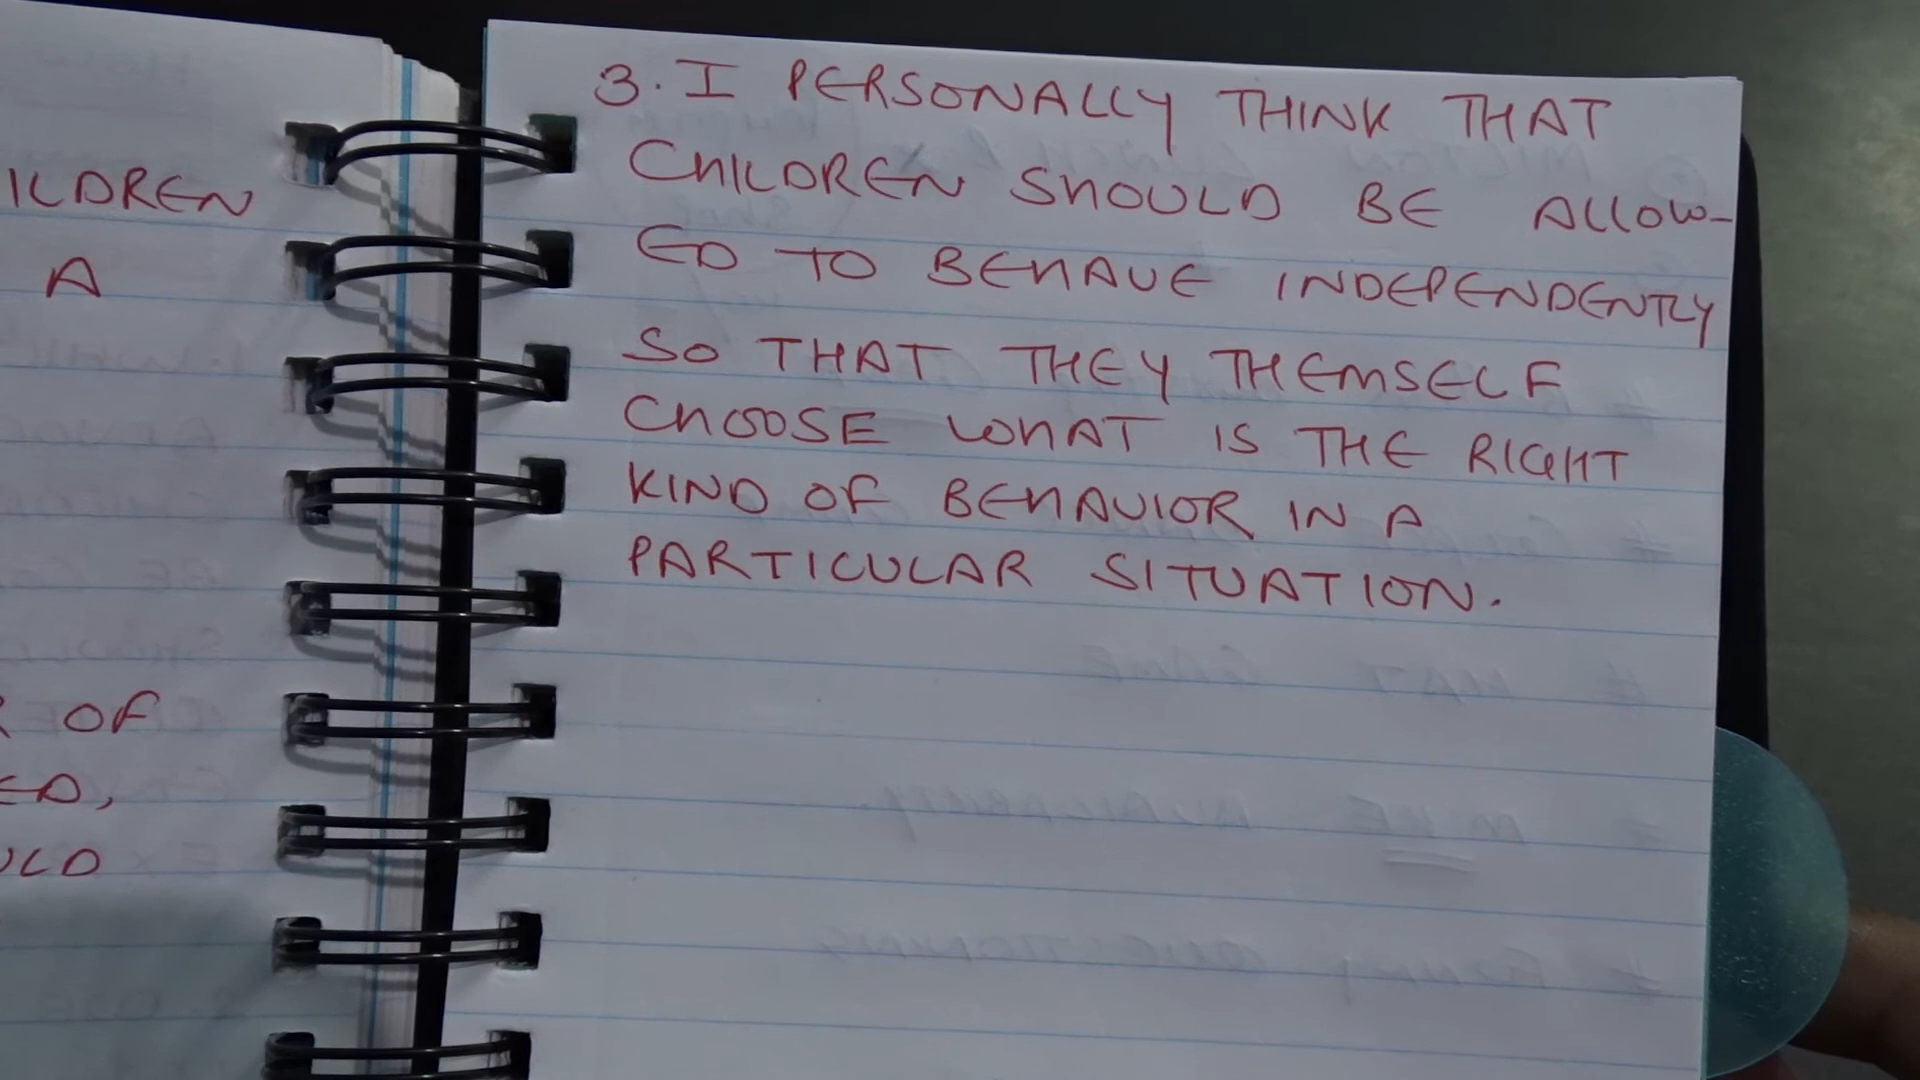 ILDREN
A
OF
ED,
ULD
3. I PERSONALLY THINK THAT
CHILDREN SHOULD BE ALLOW-
ED TO BEHAVE INDEPENDENTLY
SO THAT THEY THEMSELF
CHOOSE WHAT IS THE RIGHT
KIND OF BEHAVIOR IN A
PARTICULAR SITUATION.